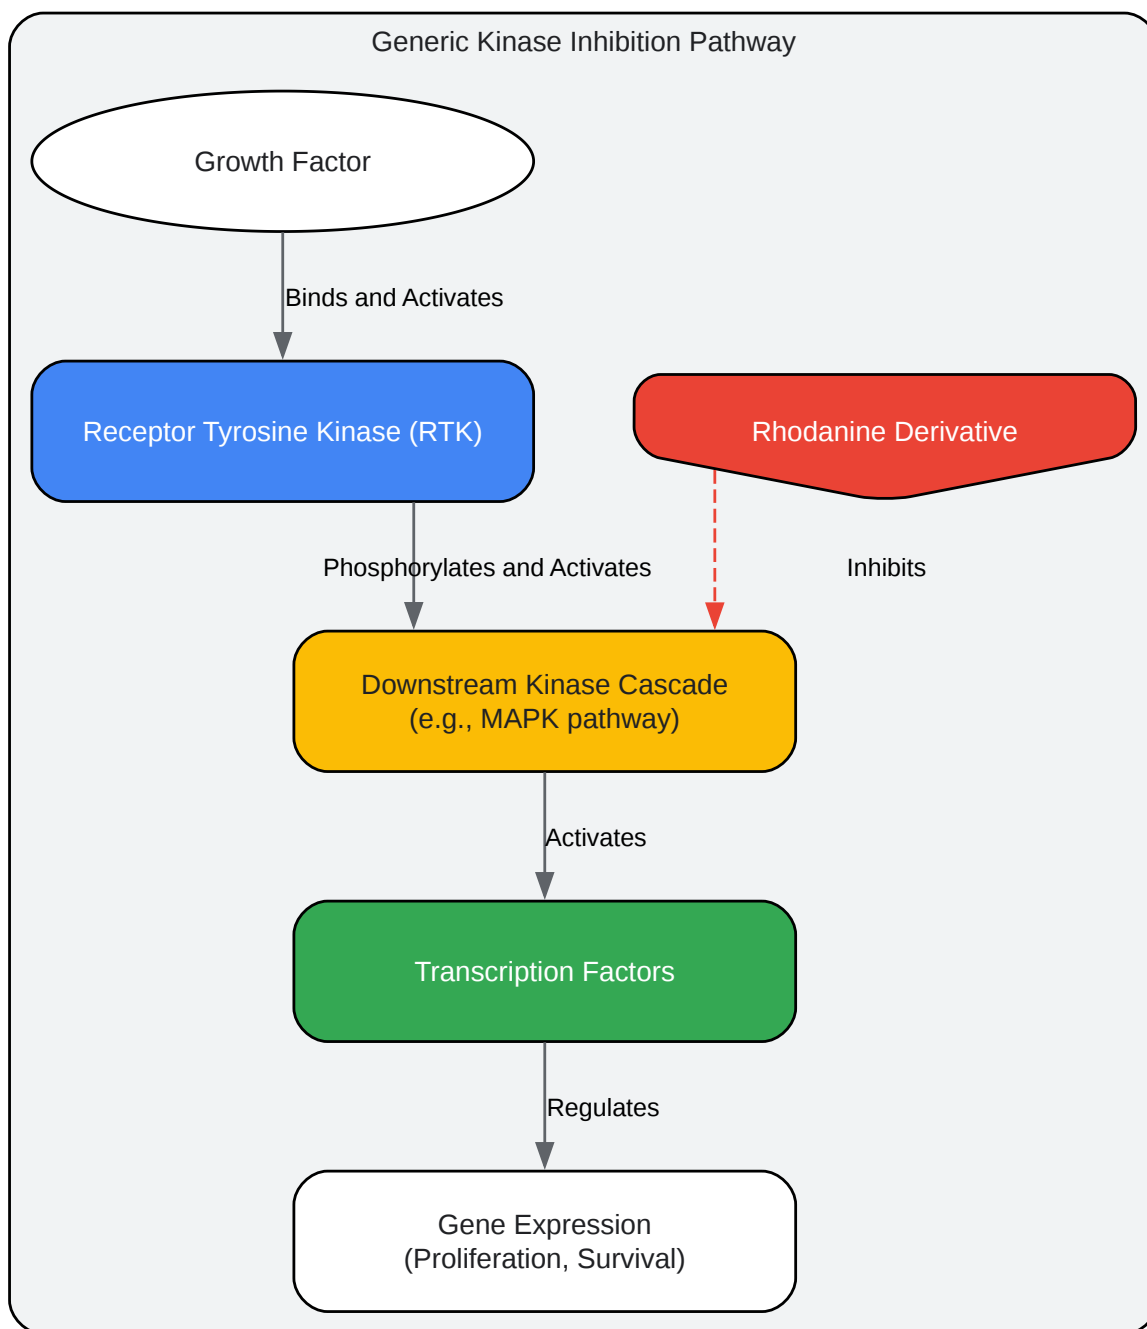 Generic Kinase Inhibition Pathway
Growth Factor
Binds and Activates
Receptor Tyrosine Kinase (RTK)
Rhodanine Derivative
Phosphorylates and Activates
Inhibits
Downstream Kinase Cascade
(e.g., MAPK pathway)
Activates
Transcription Factors
Regulates
Gene Expression
(Proliferation, Survival)